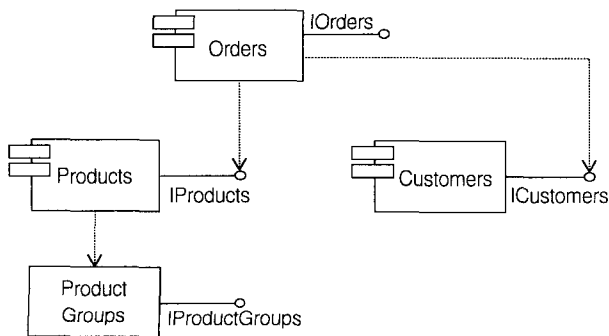 IOrders
Orders
Products
IProducts
Customers
ICustomers
Product
Groups
IProductGroups